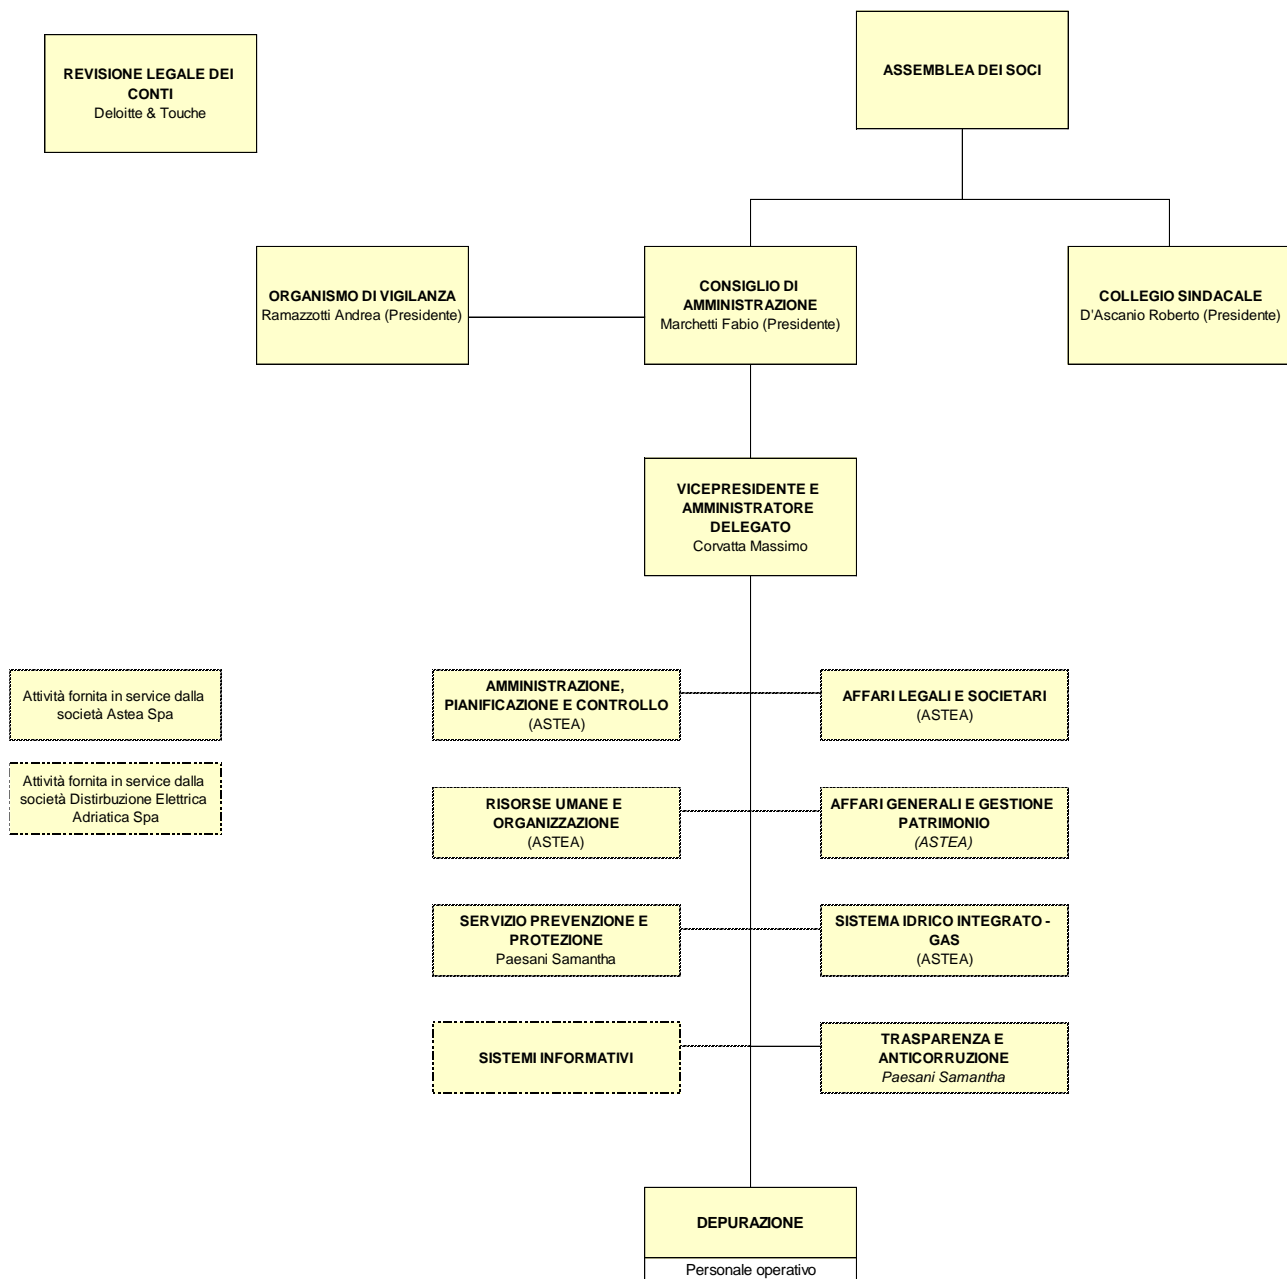 REVISIONE LEGALE DEI
CONTI
Deloitte & Touche
ASSEMBLEA DEI SOCI
ORGANISMO DI VIGILANZA
Ramazzotti Andrea (Presidente)
CONSIGLIO DI
AMMINISTRAZIONE
Marchetti Fabio (Presidente)
COLLEGIO SINDACALE
D'Ascanio Roberto (Presidente)
VICEPRESIDENTE E
AMMINISTRATORE
DELEGATO
Corvatta Massimo
Attività fornita in service dalla
società Astea Spa
AMMINISTRAZIONE,
PIANIFICAZIONE E CONTROLLO
(ASTEA)
AFFARI LEGALI E SOCIETARI
(ASTEA)
Attività fornita in service dalla
società Distirbuzione Elettrica
Adriatica Spa
RISORSE UMANE E
ORGANIZZAZIONE
(ASTEA)
AFFARI GENERALI E GESTIONE
PATRIMONIO
(ASTEA)
SERVIZIO PREVENZIONE E
PROTEZIONE
Paesani Samantha
SISTEMA IDRICO INTEGRATO -
GAS
(ASTEA)
SISTEMI INFORMATIVI
TRASPARENZA E
ANTICORRUZIONE
Paesani Samantha
DEPURAZIONE
Personale operativo